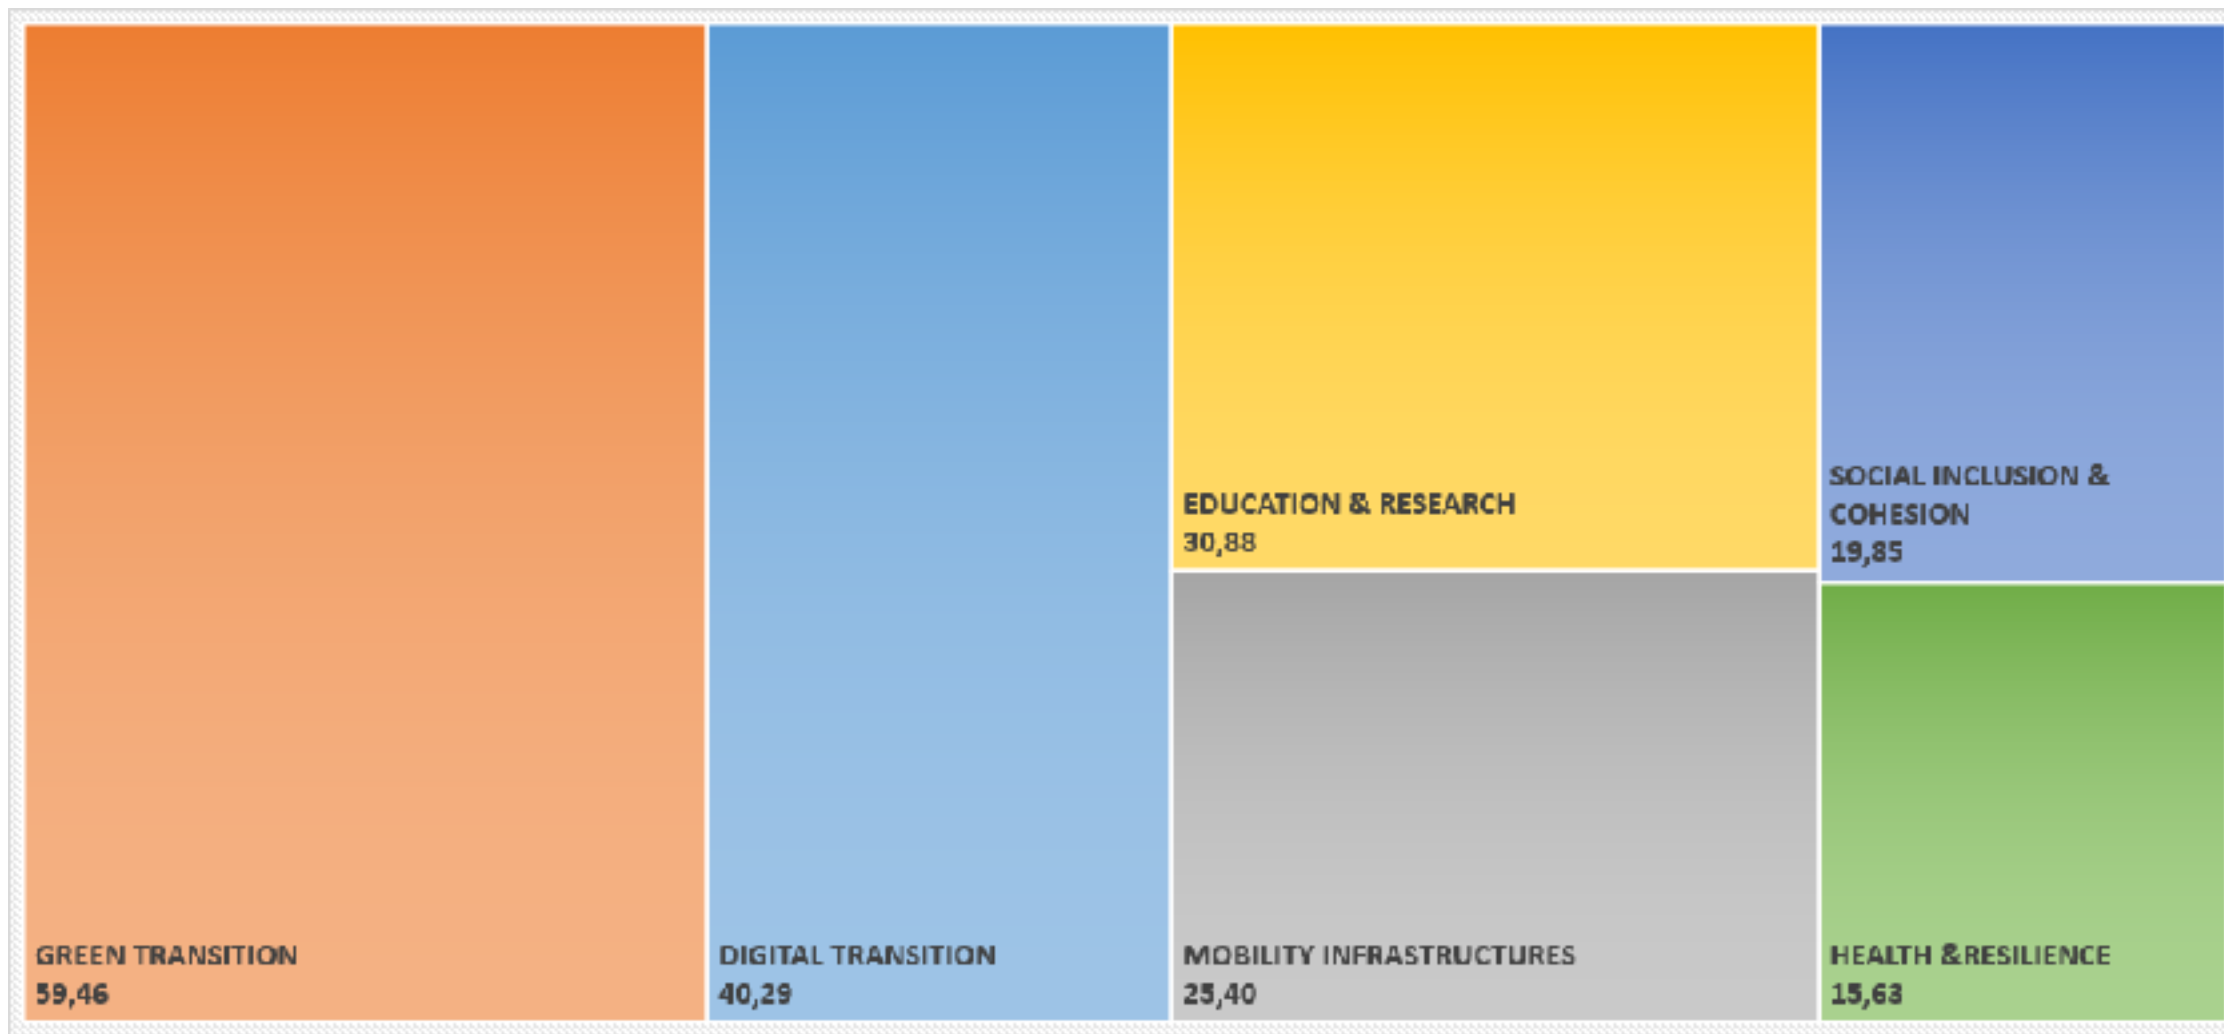 GREEN TRANSITION
59,46
DIGITAL TRANSITION
40,29
EDUCATION & RESEARCH
30,88
MOBILITY INFRASTRUCTURES
25,40
SOCIAL INCLUSION &
COHESION
19,85
HEALTH &RESILIENCE
15,63